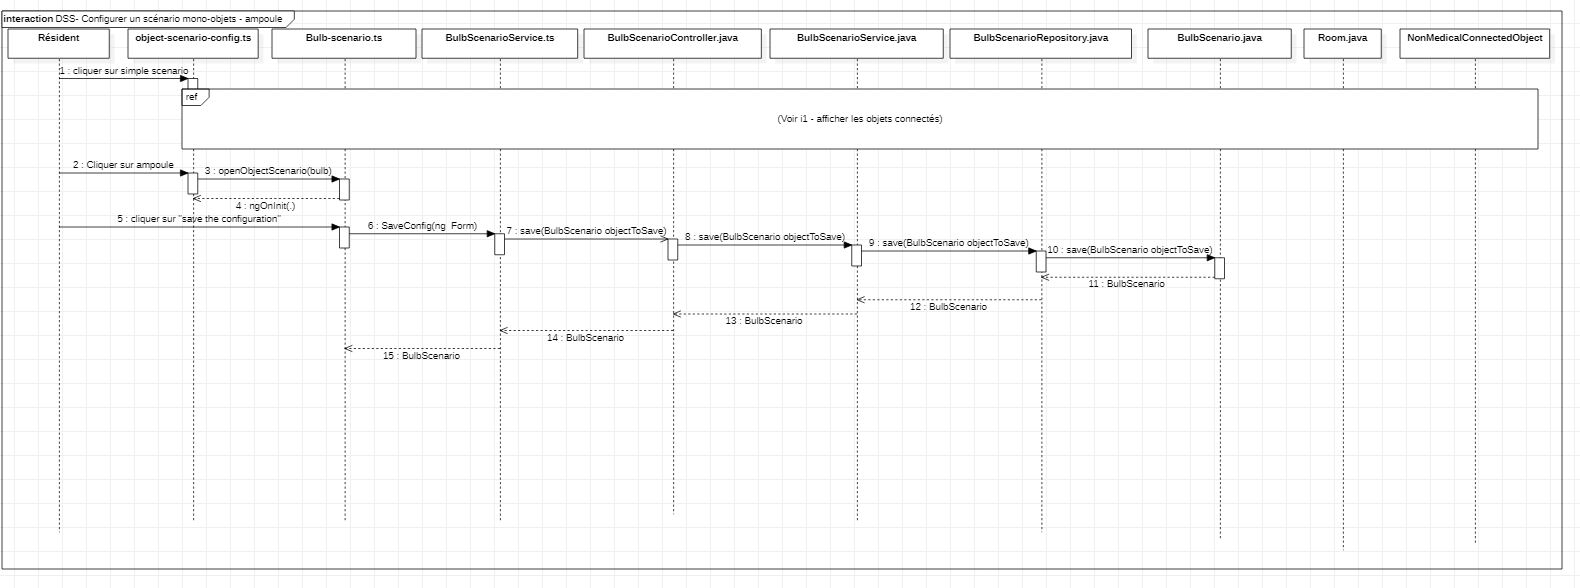 interaction DSS- Configurer un scénario mono-objets - ampoule
Résident
object-scenario-config.ts
Bulb-scenario.ts
BulbScenarioService.ts
BulbScenarioController.java
BulbScenarioService.java
BulbScenarioRepository.java
BulbScenario.java
Room.java
NonMedicalConnectedObject
1 : cliquer sur simple scenario
ref
(Voir i1 - afficher les objets connectés)
2 : Cliquer sur ampoule
3 : openObjectScenario(bulb)
4 : ngOnInit(.)
5 : cliquer sur "save the configuration"
6 : SaveConfig(ng Form)
7 : save(BulbScenario objectToSave)
8 : save(BulbScenario objectToSave)
9 : save(BulbScenario objectToSave)
10 : save(BulbScenario objectToSave)
11 : BulbScenario
12 : BulbScenario
13 : BulbScenario
14 : BulbScenario
15 : BulbScenario